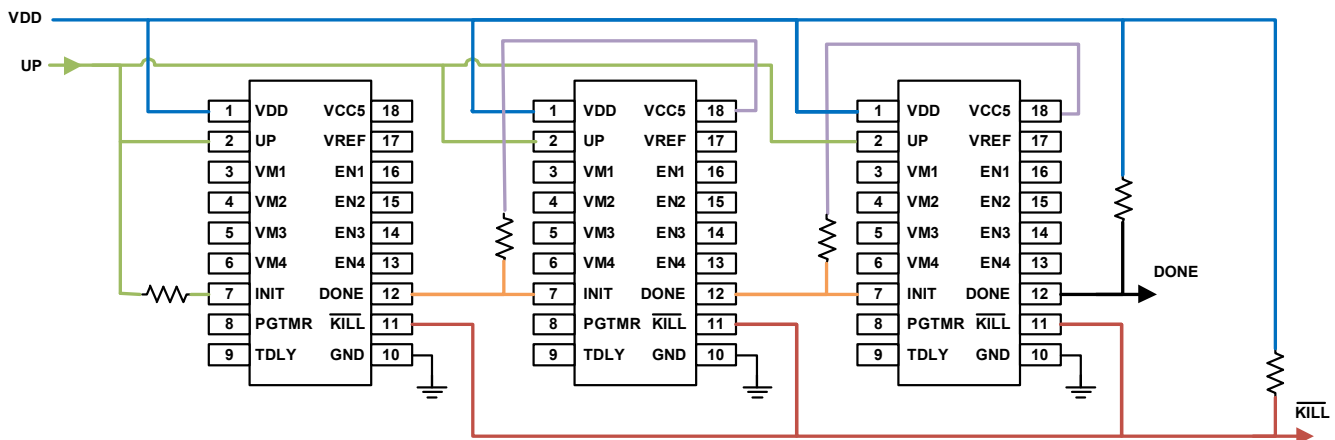 VDD
UP
1 VDD VCC5 18
2 UP VREF 17
3 VM1 EN1 16
4 VM2 EN2 15
5 VM3 EN3 14
6 VM4 EN4 13
7 INIT DONE 12
8 PGTMR KILL 11
9 TDLY GND 10
1 VDD VCC5 18
2 UP VREF 17
3 VM1 EN1 16
4 VM2 EN2 15
5 VM3 EN3 14
6 VM4 EN4 13
7 INIT DONE 12
8 PGTMR KILL 11
9 TDLY GND 10
1 VDD VCC5 18
2 UP VREF 17
3 VM1 EN1 16
4 VM2 EN2 15
5 VM3 EN3 14
6 VM4 EN4 13
7 INIT DONE 12
8 PGTMR KILL 11
9 TDLY GND 10
DONE
KILL